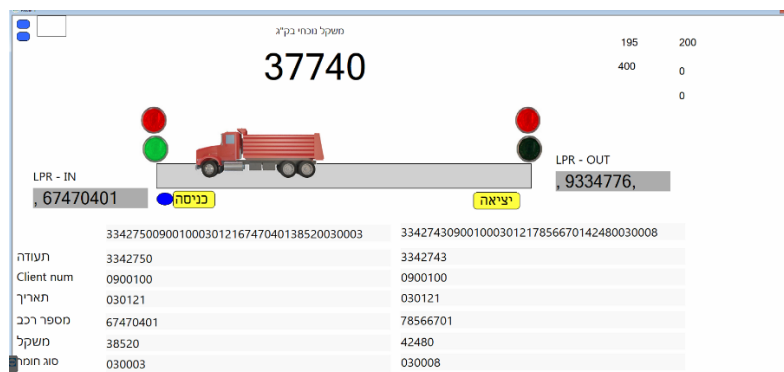 משקל נוכחי בק"ג
37740
195 200
400 0
0
LPR - IN
, 67470401
כניסה
יציאה
LPR - OUT
, 9334776,
334275009001000301216747040138520030003 334274309001000301217856670142480030008
תעודה 3342750 3342743
Client num 0900100 0900100
תאריך 030121 030121
מספר רכב 67470401 78566701
משקל 38520 42480
סוג חומר 030003 030008